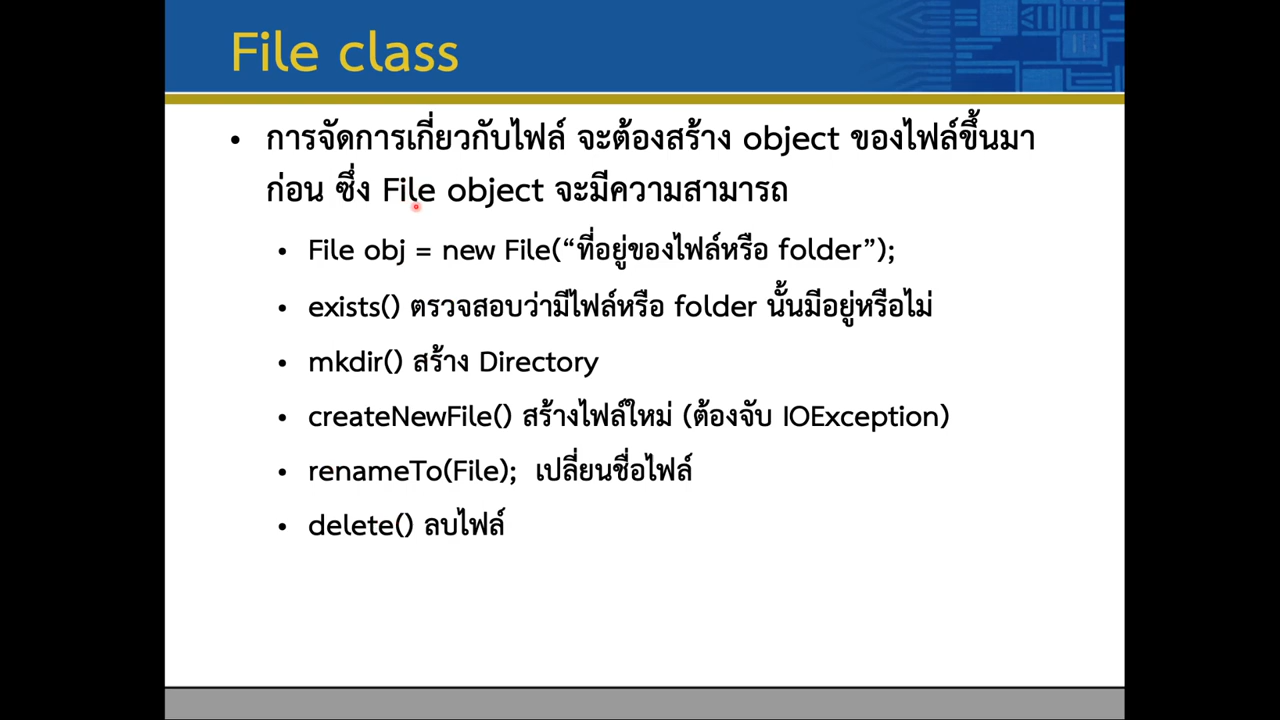 File class
• การจัดการเกี่ยวกับไฟล์ จะต้องสร้าง object ของไฟล์ขึ้นมา
ก่อน ซึ่ง File object จะมีความสามารถ
• File obj = new File(“ที่อยู่ของไฟล์หรือ folder”);
• exists() ตรวจสอบว่ามีไฟล์หรือ folder นั้นมีอยู่หรือไม่
• mkdir() สร้าง Directory
• createNewFile() สร้างไฟล์ใหม่ (ต้องจับ IOException)
• renameTo(File); เปลี่ยนชื่อไฟล์
• delete() ลบไฟล์